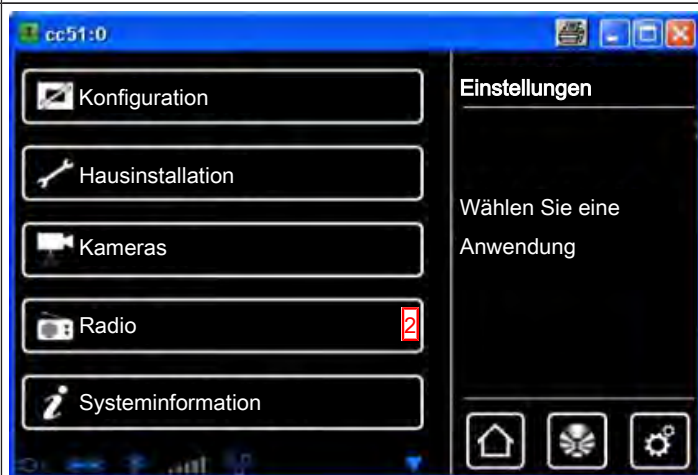 cc51:0
Konfiguration
Hausinstallation
Kameras
Radio 2
Systeminformation
Einstellungen
Wählen Sie eine
Anwendung